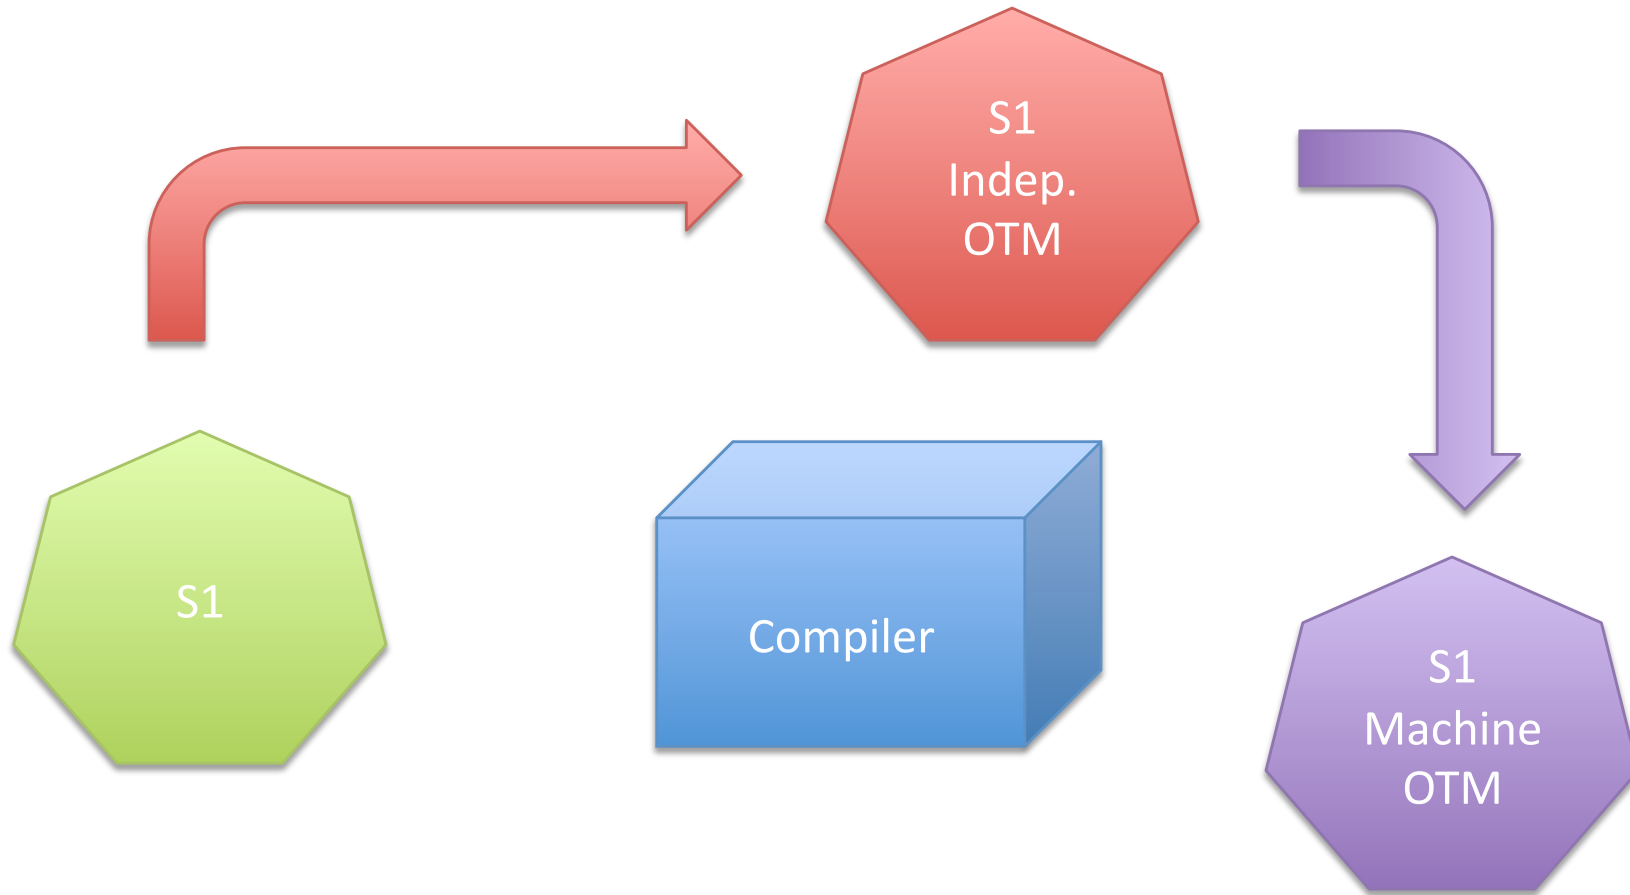 S1
Indep.
OTM
S1
Compiler
S1
Machine
OTM